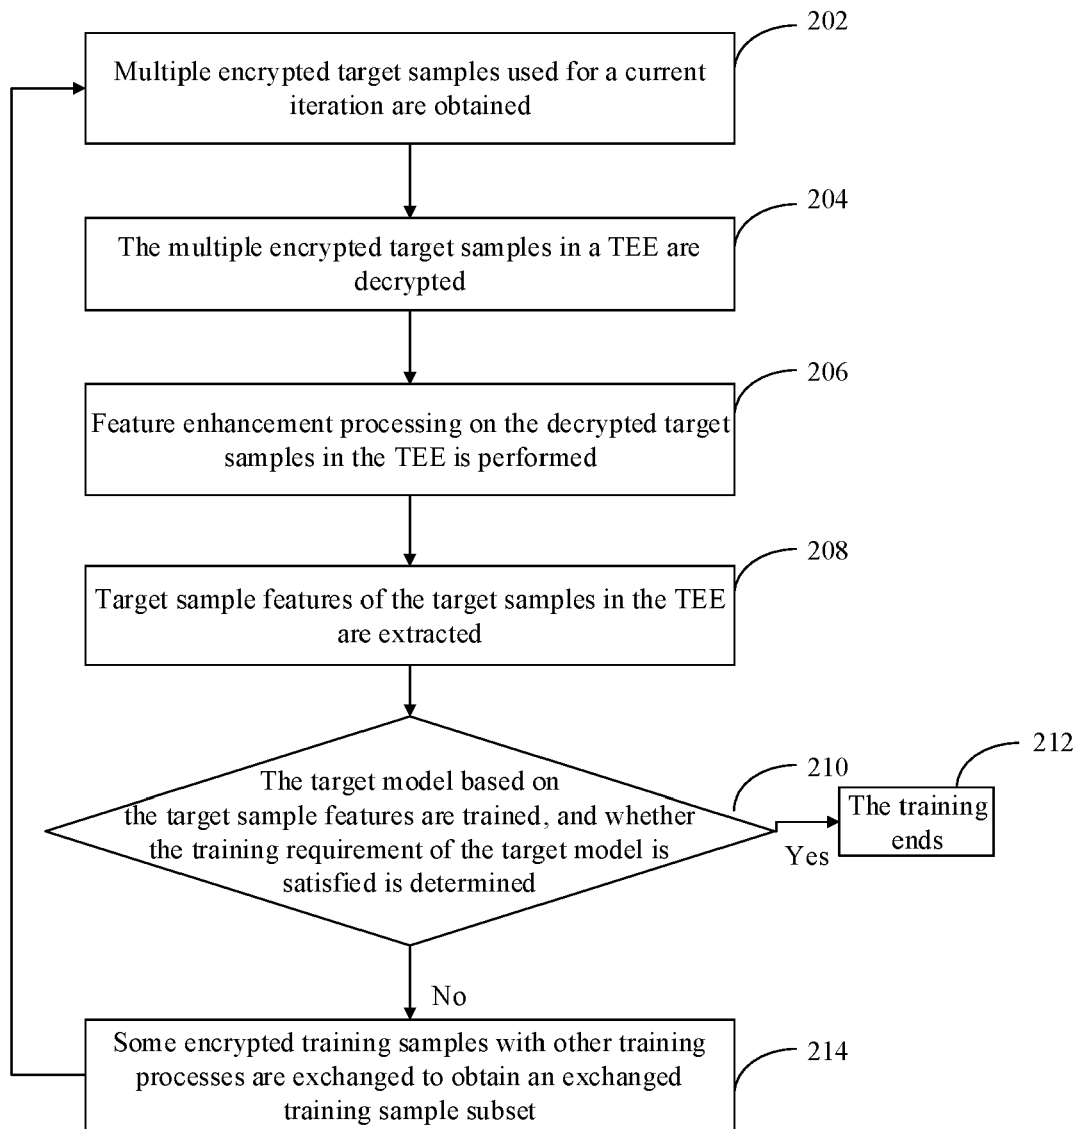 202
Multiple encrypted target samples used for a current
iteration are obtained
204
The multiple encrypted target samples in a TEE are
decrypted
206
Feature enhancement processing on the decrypted target
samples in the TEE is performed
208
Target sample features of the target samples in the TEE
are extracted
210
The target model based on
the target sample features are trained, and whether
the training requirement of the target model is
satisfied is determined
212
The training
ends
Yes
No
214
Some encrypted training samples with other training
processes are exchanged to obtain an exchanged
training sample subset